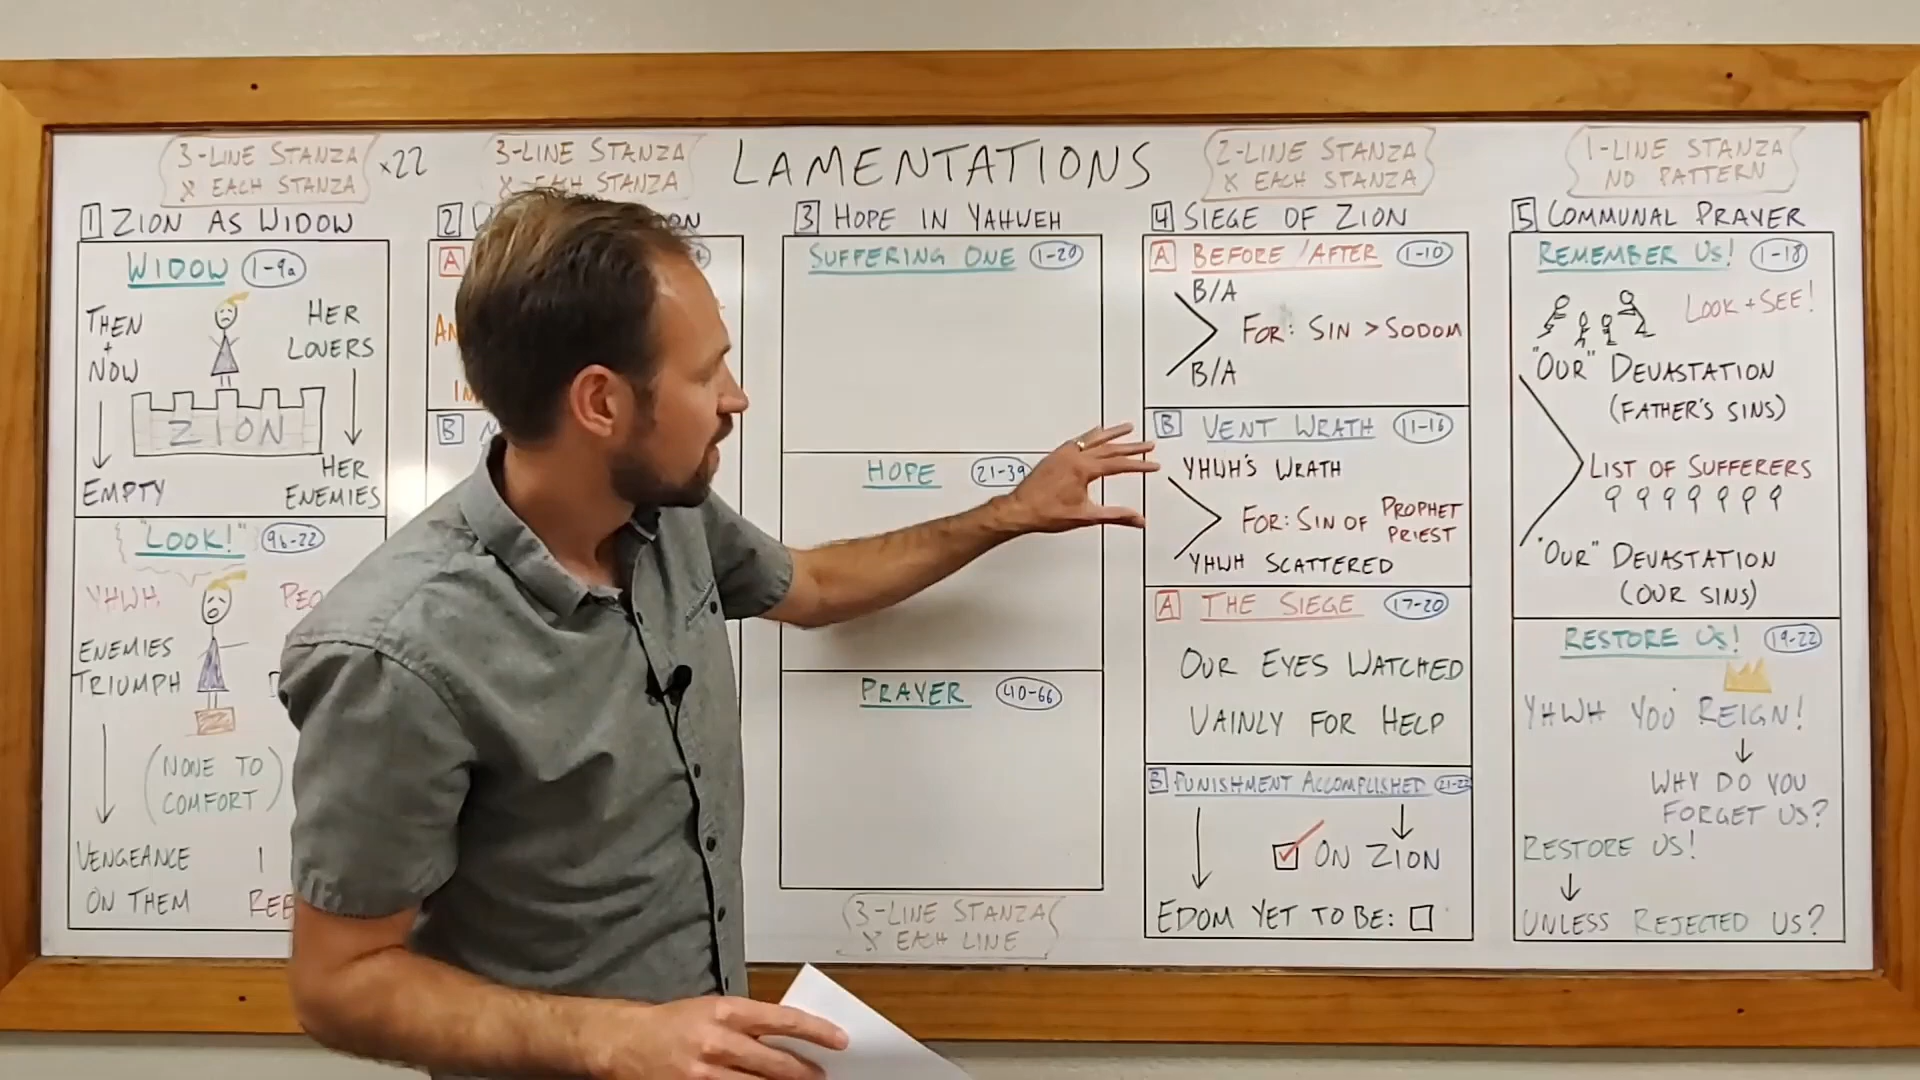 LAMENTATIONS
3-LINE STANZA
EACH STANZA
×22
1 ZION AS WIDOW
WIDOW 1-9a
THEN
+
NOW
EMPTY
HER
LOVERS
HER
ENEMIES
ZION
"LOOK!" 9b-22
YHWH
ENEMIES
TRIUMPH
(NONE TO
COMFORT)
VENGEANCE
ON THEM
3-LINE STANZA
EACH STANZA
2
A
B
3 HOPE IN YAHWEH
SUFFERING ONE 1-20
HOPE 21-39
PRAYER 40-66
3-LINE STANZA
EACH LINE
2-LINE STANZA
EACH STANZA
4 SIEGE OF ZION
A BEFORE/AFTER 1-10
B/A
FOR: SIN > SODOM
B/A
B VENT WRATH 11-16
YHWH'S WRATH
FOR: SIN OF PROPHET
PRIEST
YHWH SCATTERED
A THE SIEGE 17-20
OUR EYES WATCHED
VAINLY FOR HELP
B PUNISHMENT ACCOMPLISHED 21-22
ON ZION
EDOM YET TO BE:
1-LINE STANZA
NO PATTERN
5 COMMUNAL PRAYER
REMEMBER US! 1-18
LOOK + SEE!
"OUR" DEVASTATION
(FATHER'S SINS)
LIST OF SUFFERERS
"OUR" DEVASTATION
(OUR SINS)
RESTORE US! 19-22
YHWH YOU REIGN!
WHY DO YOU
FORGET US?
RESTORE US!
UNLESS REJECTED US?